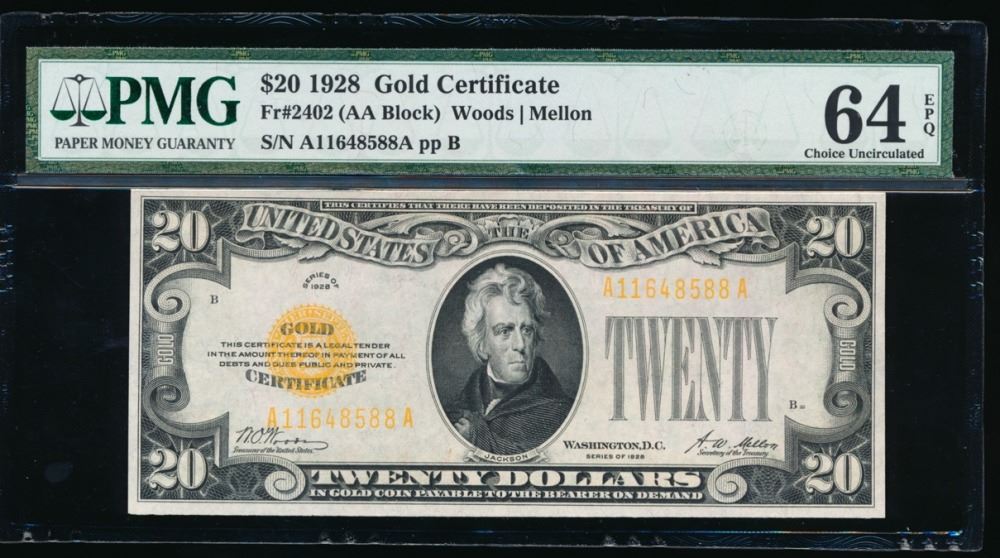 PMG
PAPER MONEY GUARANTY
$20 1928 Gold Certificate
Fr#2402 (AA Block) Woods | Mellon
S/N A11648588A pp B
64
EPQ
Choice Uncirculated
THIS CERTIFIES THAT THERE HAVE BEEN DEPOSITED IN THE TREASURY OF
20
UNITED STATES THE OF AMERICA
20
SERIES OF
1928
A11648588A
B
GOLD
THIS CERTIFICATE IS A LEGAL TENDER
IN THE AMOUNT THEREOF IN PAYMENT OF ALL
DEBTS AND DUES PUBLIC AND PRIVATE.
CERTIFICATE
GOLD
TWENTY
GOLD
A11648588A
B
W.O. Woods
Treasurer of the United States.
JACKSON
WASHINGTON, D.C.
SERIES OF 1928
A. W. Mellon
Secretary of the Treasury.
20
TWENTY DOLLARS
20
IN GOLD COIN PAYABLE TO THE BEARER ON DEMAND